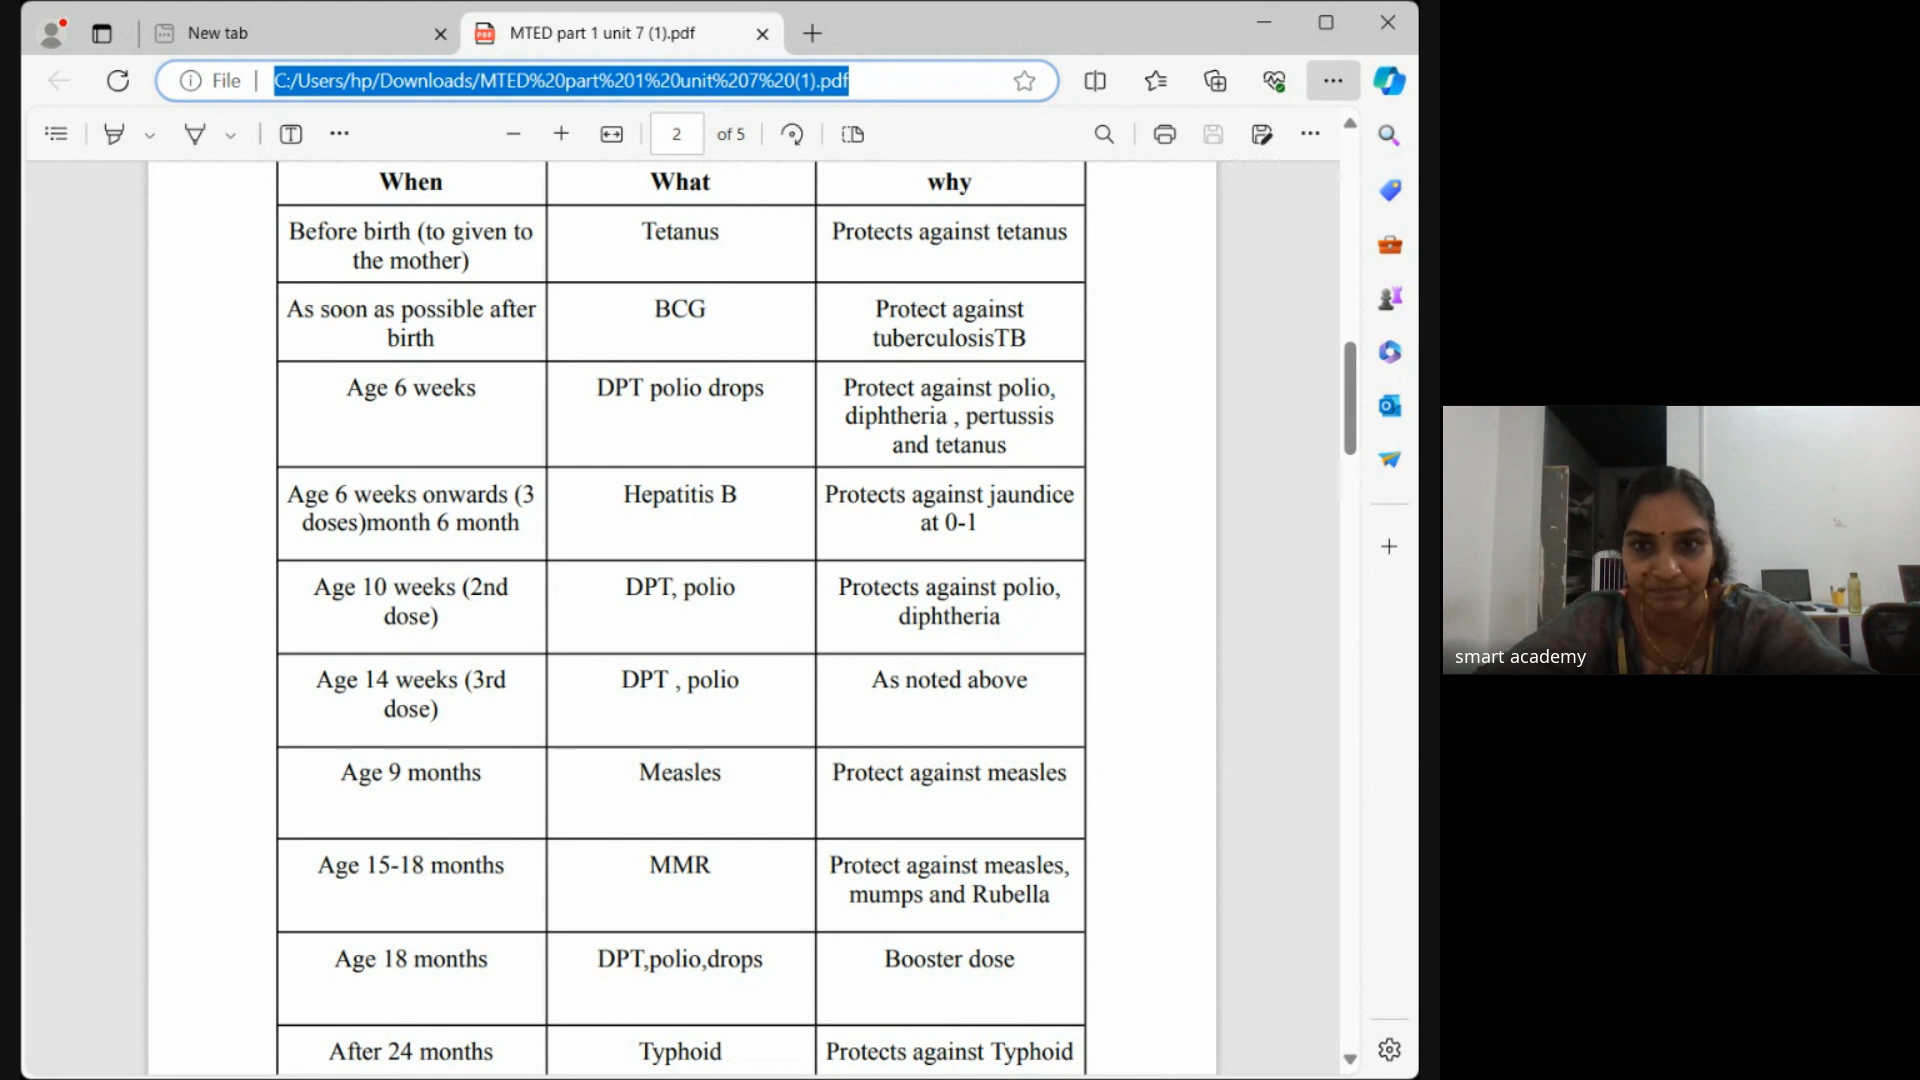 New tab
MTED part 1 unit 7 (1).pdf
File
C:/Users/hp/Downloads/MTED%20part%201%20unit%207%20(1).pdf
2 of 5
When What why
Before birth (to given to Tetanus Protects against tetanus
the mother)
As soon as possible after BCG Protect against
birth tuberculosisTB
Age 6 weeks DPT polio drops Protect against polio,
diphtheria , pertussis
and tetanus
Age 6 weeks onwards (3 Hepatitis B Protects against jaundice
doses)month 6 month at 0-1
Age 10 weeks (2nd DPT, polio Protects against polio,
dose) diphtheria
Age 14 weeks (3rd DPT , polio As noted above
dose)
Age 9 months Measles Protect against measles
Age 15-18 months MMR Protect against measles,
mumps and Rubella
Age 18 months DPT,polio,drops Booster dose
After 24 months Typhoid Protects against Typhoid
smart academy